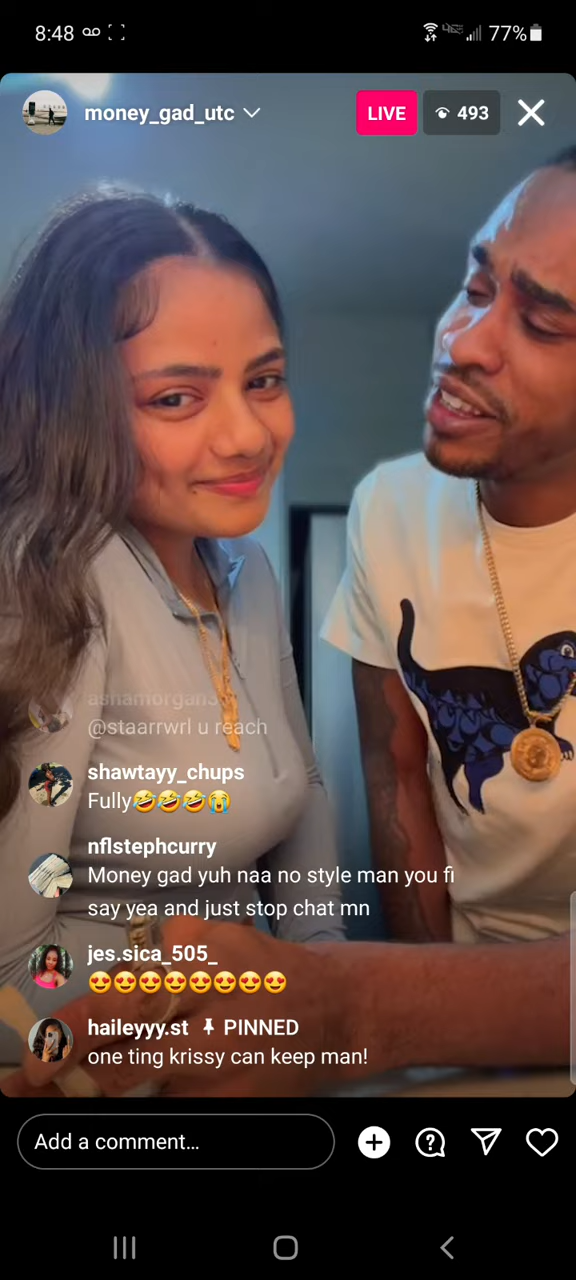 8:48
77%
money_gad_utc
LIVE
493
ashamorgan3
@staarrwrl u reach
shawtayy_chups
Fully🤣🤣🤣😭
nflstephcurry
Money gad yuh naa no style man you fi
say yea and just stop chat mn
jes.sica_505_
😍😍😍😍😍😍😍😍
haileyyy.st PINNED
one ting krissy can keep man!
Add a comment…